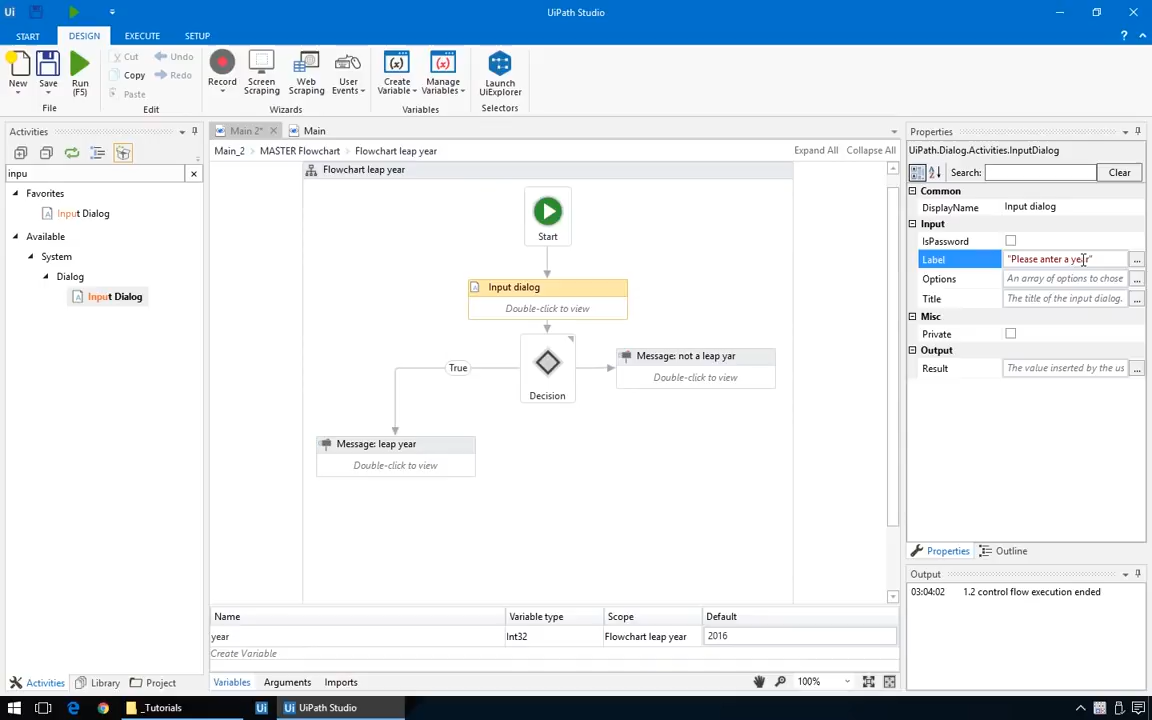 Ui
UiPath Studio
START
DESIGN
EXECUTE
SETUP
?
New
Save
Run
(F5)
File
Cut
Copy
Paste
Undo
Redo
Edit
Record
Screen
Scraping
Web
Scraping
User
Events
Wizards
Create
Variable
Manage
Variables
Variables
Launch
UiExplorer
Selectors
Activities
inpu
Favorites
Input Dialog
Available
System
Dialog
Input Dialog
Activities
Library
Project
Main 2*
Main
Main_2 > MASTER Flowchart > Flowchart leap year
Expand All
Collapse All
Flowchart leap year
Start
Input dialog
Double-click to view
Decision
True
Message: not a leap yar
Double-click to view
Message: leap year
Double-click to view
Name
Variable type
Scope
Default
year
Int32
Flowchart leap year
2016
Create Variable
Variables
Arguments
Imports
100%
Properties
UiPath.Dialog.Activities.InputDialog
Search:
Clear
Common
DisplayName
Input dialog
Input
IsPassword
Label
"Please anter a year"
...
Options
An array of options to chose
...
Title
The title of the input dialog.
...
Misc
Private
Output
Result
The value inserted by the us
...
Properties
Outline
Output
03:04:02
1.2 control flow execution ended
_Tutorials
Ui
Ui
UiPath Studio